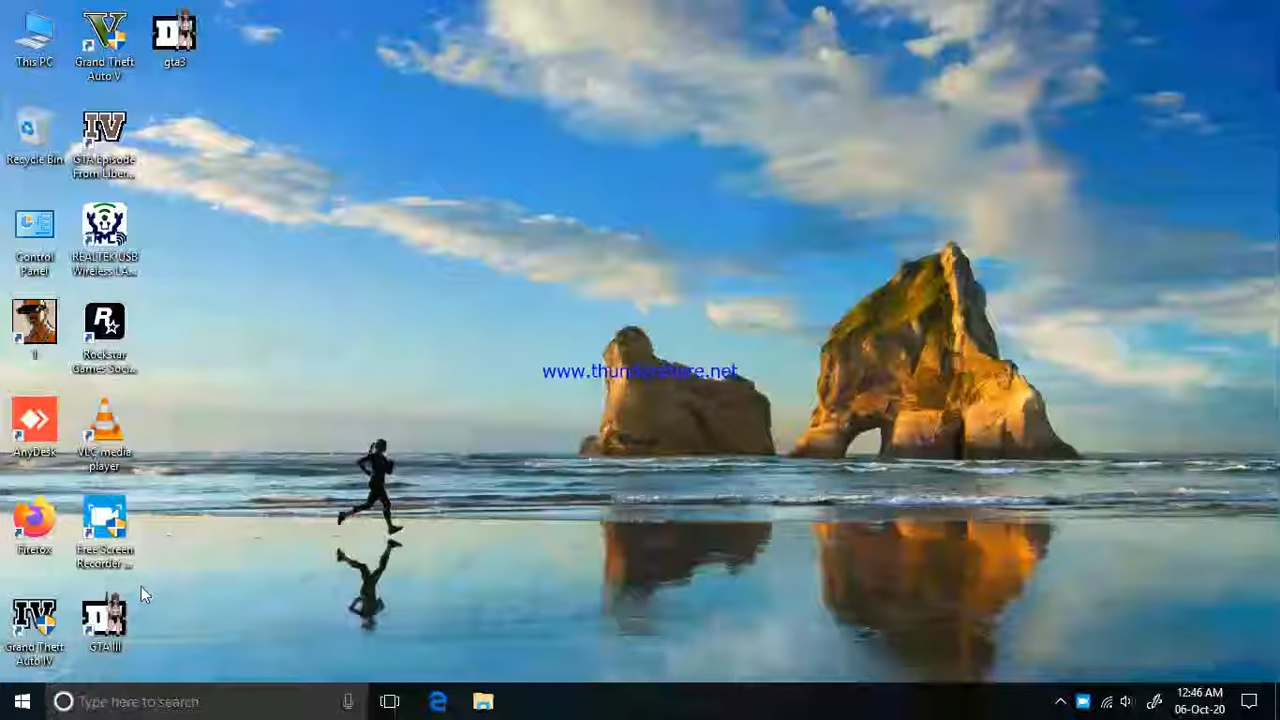 This PC
Grand Theft
Auto V
gta3
Recycle Bin
GTA Episode
From Liber...
Control
Panel
REALTEK USB
Wireless LA...
1
Rockstar
Games Soci...
AnyDesk
VLC media
player
Firefox
Free Screen
Recorder ...
Grand Theft
Auto IV
GTA III
www.thundershare.net
Type here to search
12:46 AM
06-Oct-20